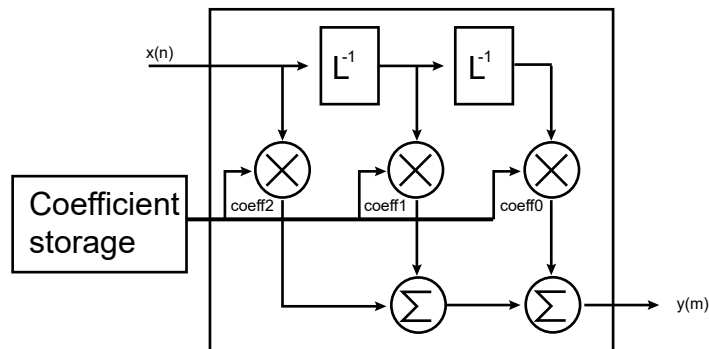 x(n)
L-1
L-1
Coefficient
storage
coeff2
coeff1
coeff0
Σ
Σ
y(m)